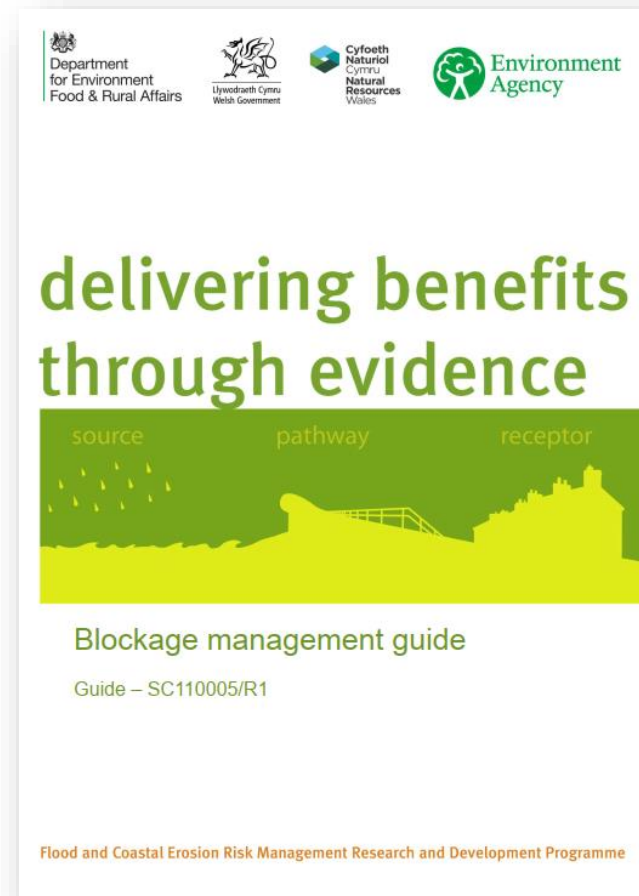 Department
for Environment
Food & Rural Affairs
Llywodraeth Cymru
Welsh Government
Cyfoeth
Naturiol
Cymru
Natural
Resources
Wales
Environment
Agency
delivering benefits
through evidence
source pathway receptor
Blockage management guide
Guide – SC110005/R1
Flood and Coastal Erosion Risk Management Research and Development Programme